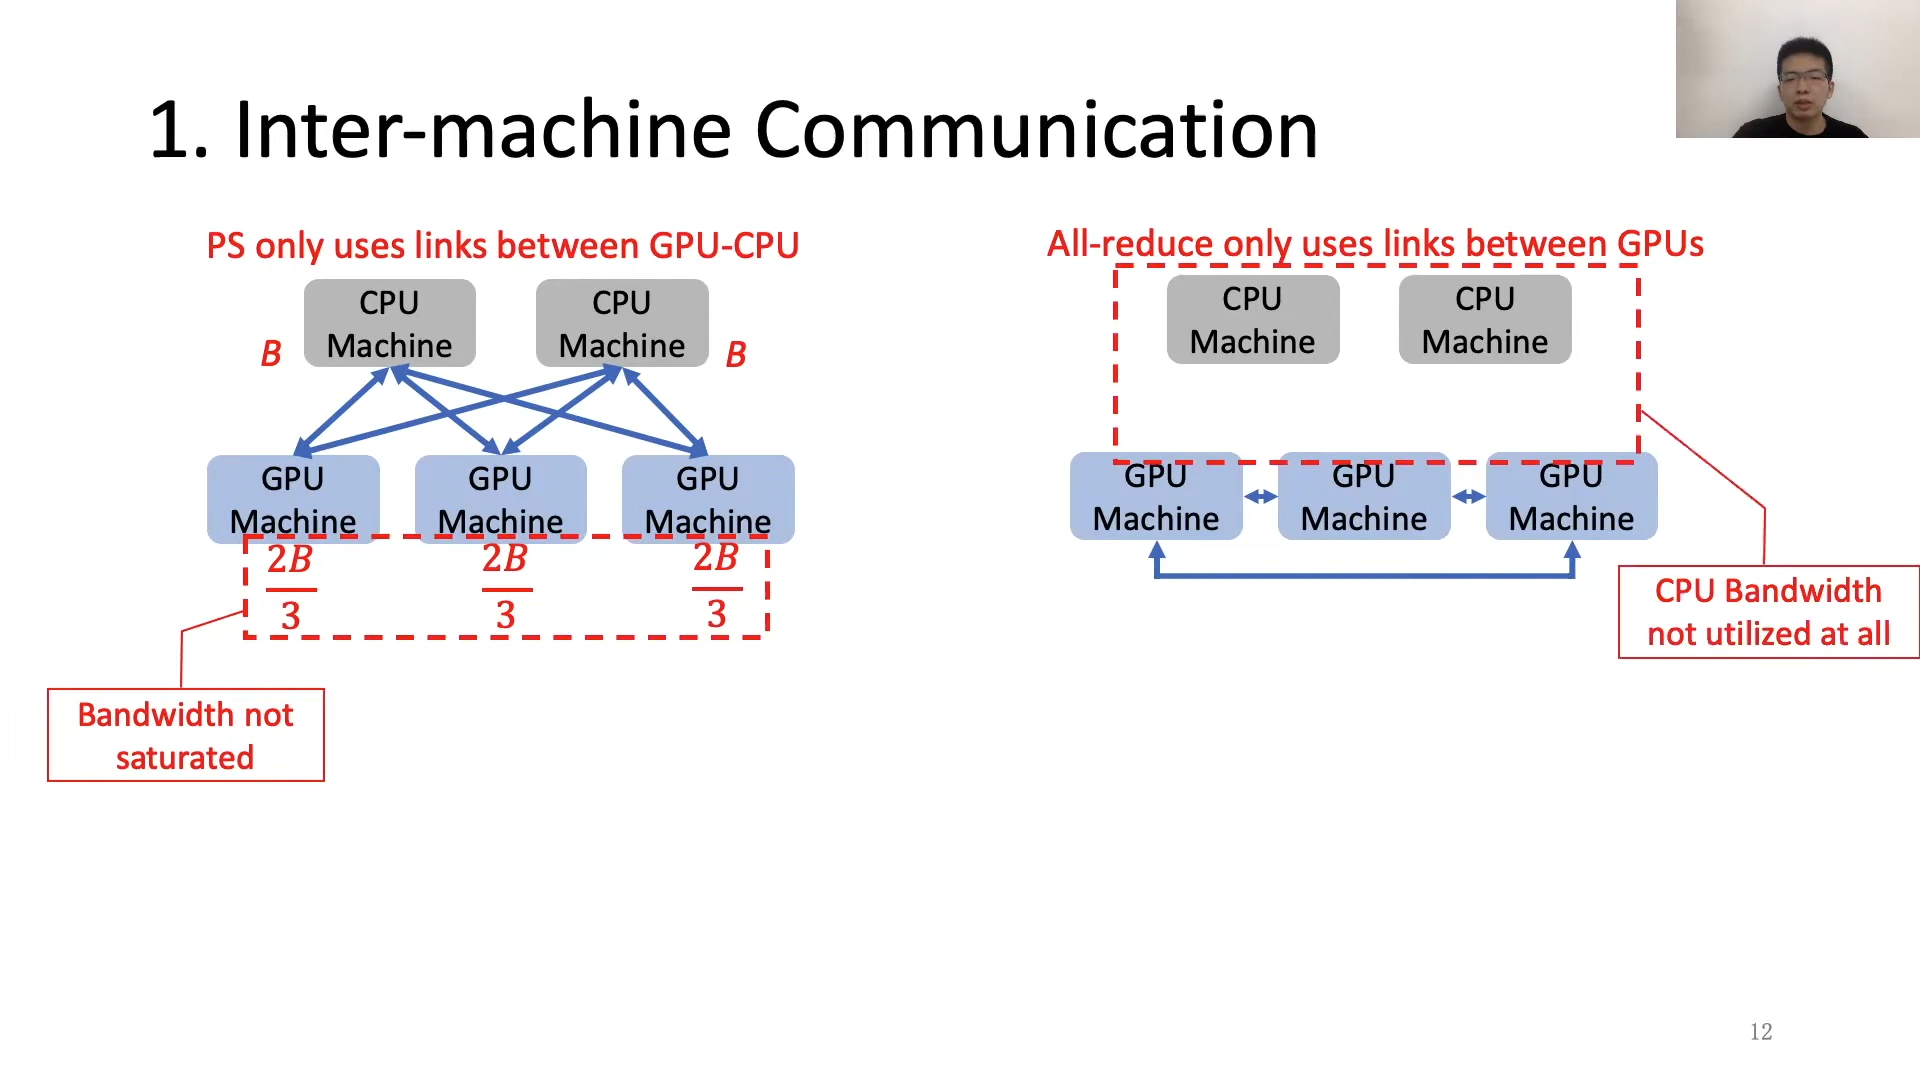 1. Inter-machine Communication
PS only uses links between GPU-CPU
CPU
Machine
CPU
Machine
B
B
GPU
Machine
GPU
Machine
GPU
Machine
2B
3
2B
3
2B
3
Bandwidth not
saturated
All-reduce only uses links between GPUs
CPU
Machine
CPU
Machine
GPU
Machine
GPU
Machine
GPU
Machine
CPU Bandwidth
not utilized at all
12